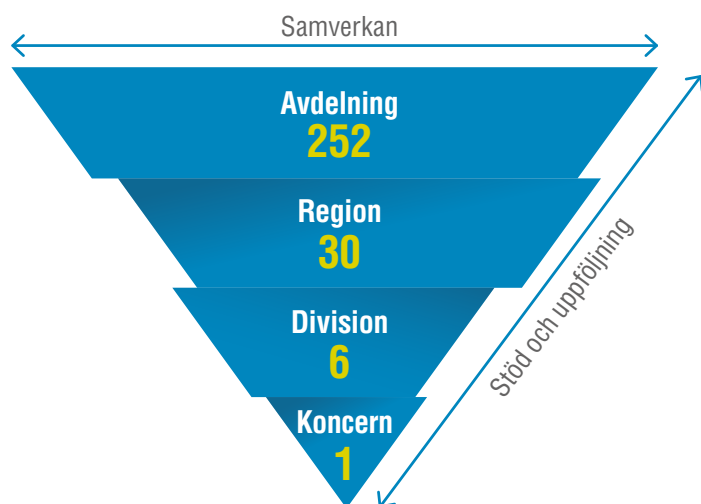 Samverkan
Avdelning
252
Region
30
Division
6
Koncern
1
Stöd och uppföljning